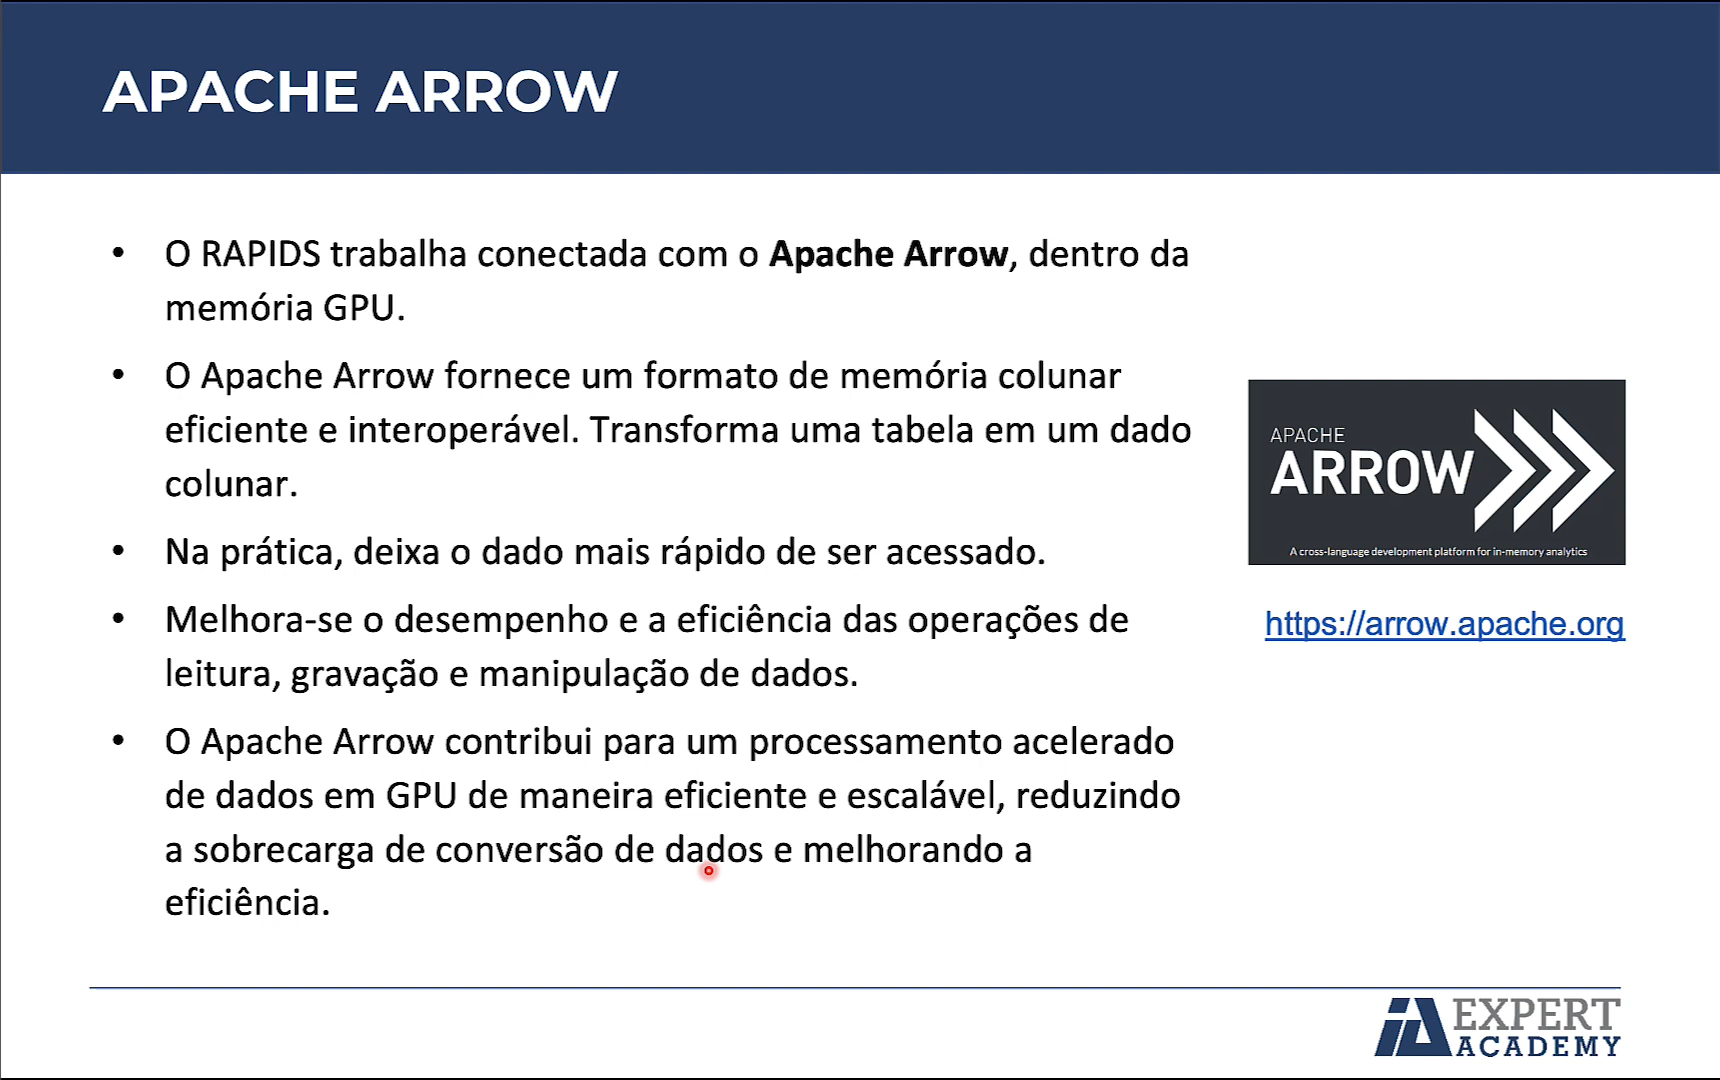 APACHE ARROW
• O RAPIDS trabalha conectada com o Apache Arrow, dentro da
memória GPU.
• O Apache Arrow fornece um formato de memória colunar
eficiente e interoperável. Transforma uma tabela em um dado
colunar.
• Na prática, deixa o dado mais rápido de ser acessado.
• Melhora-se o desempenho e a eficiência das operações de
leitura, gravação e manipulação de dados.
• O Apache Arrow contribui para um processamento acelerado
de dados em GPU de maneira eficiente e escalável, reduzindo
a sobrecarga de conversão de dados e melhorando a
eficiência.
APACHE
ARROW
A cross-language development platform for in-memory analytics
https://arrow.apache.org
IA EXPERT
ACADEMY